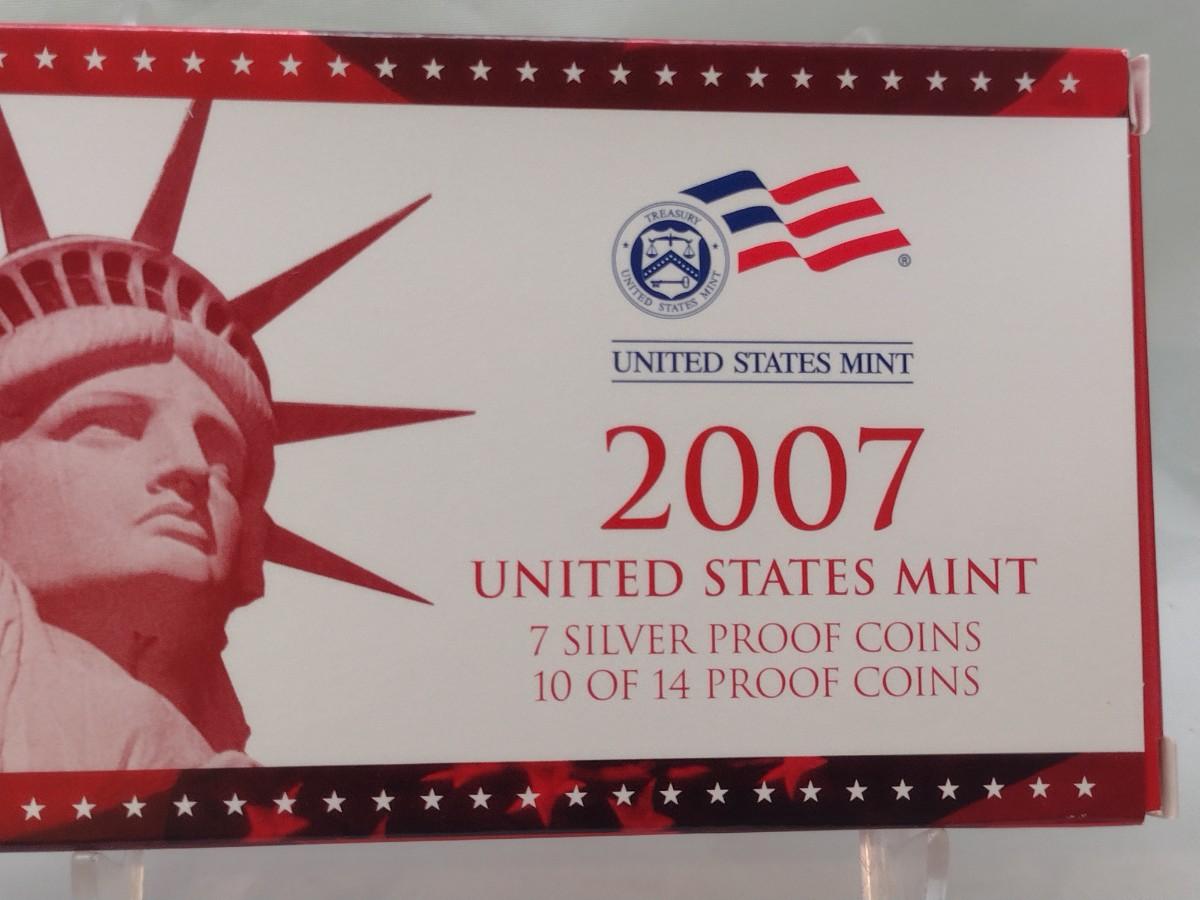 TREASURY
UNITED STATES MINT
®
UNITED STATES MINT
2007
UNITED STATES MINT
7 SILVER PROOF COINS
10 OF 14 PROOF COINS